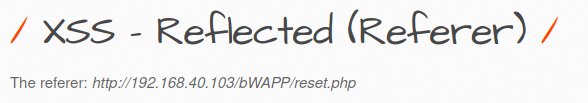 / XSS - Reflected (Referer) /
The referer: http://192.168.40.103/bWAPP/reset.php